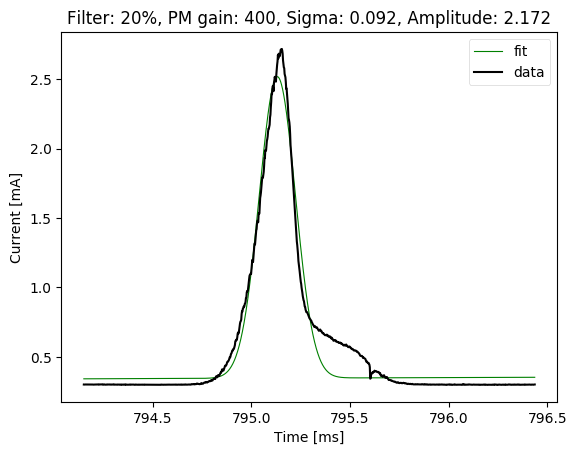 Filter: 20%, PM gain: 400, Sigma: 0.092, Amplitude: 2.172
fit
data
2.5
2.0
1.5
1.0
0.5
Current [mA]
794.5 795.0 795.5 796.0 796.5
Time [ms]